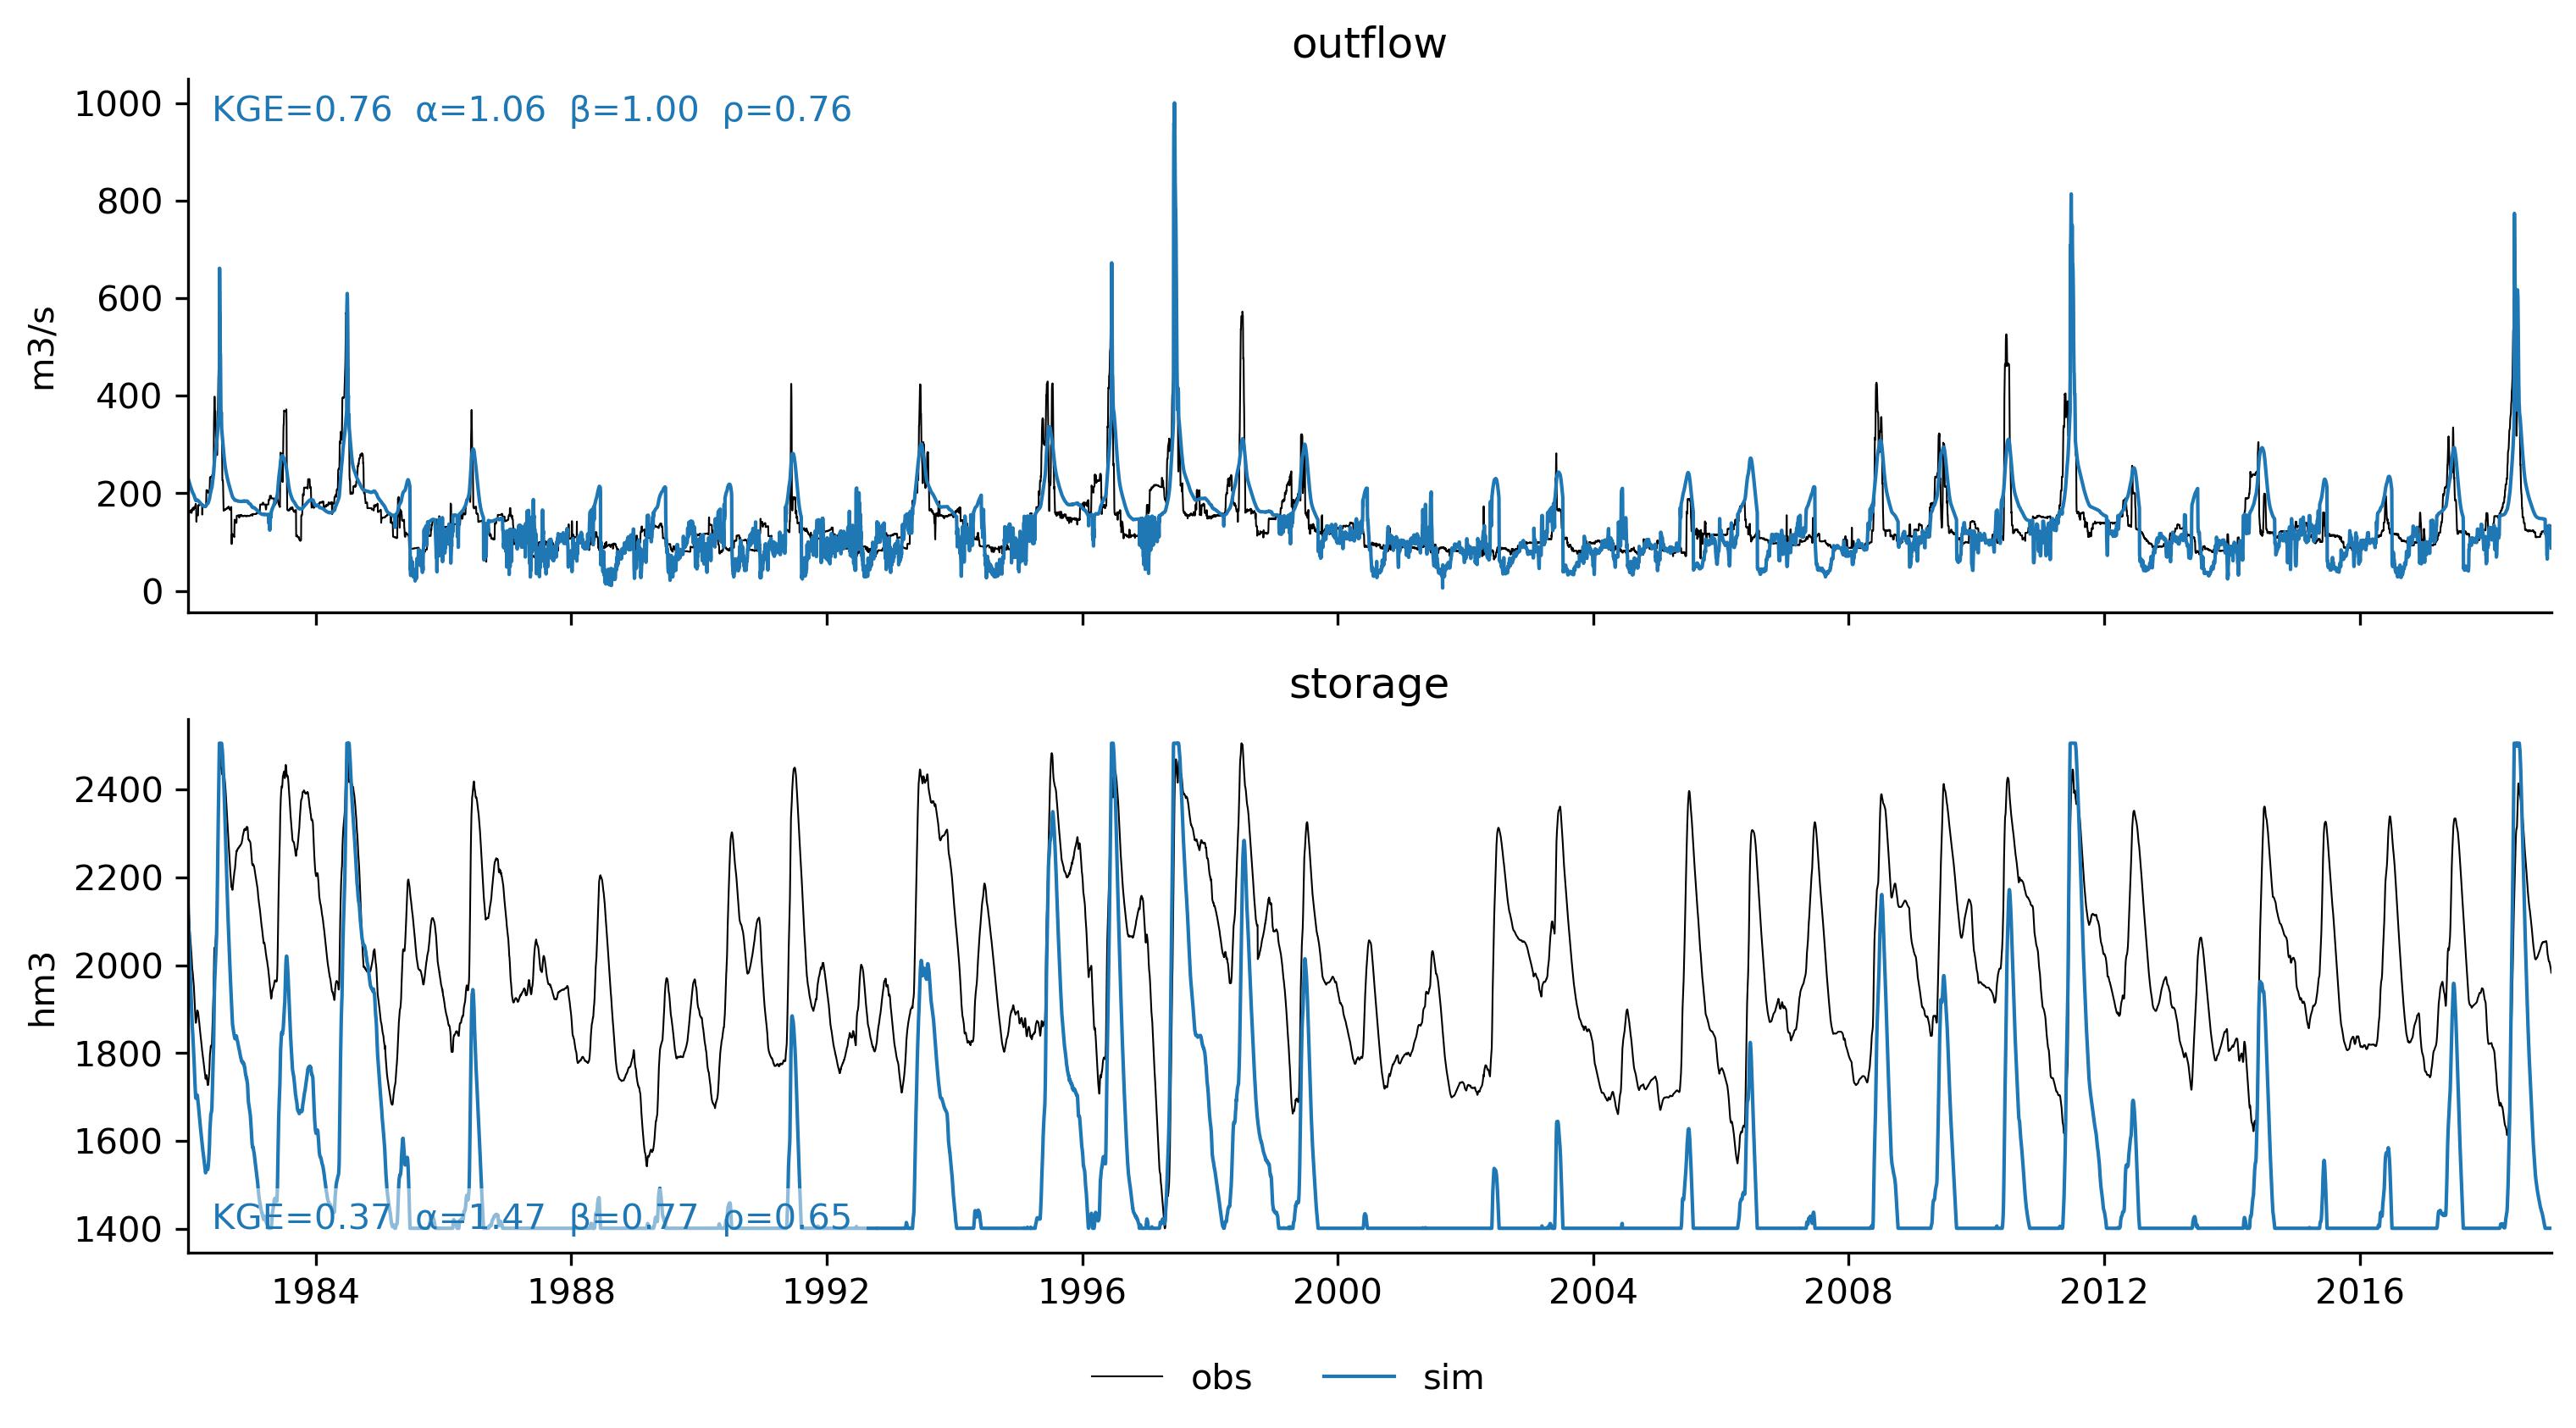 outflow
KGE=0.76 α=1.06 β=1.00 ρ=0.76
1000
800
600
400
200
0
m3/s
storage
2400
2200
2000
1800
1600
1400
hm3
KGE=0.37 α=1.47 β=0.77 ρ=0.65
1984 1988 1992 1996 2000 2004 2008 2012 2016
obs sim